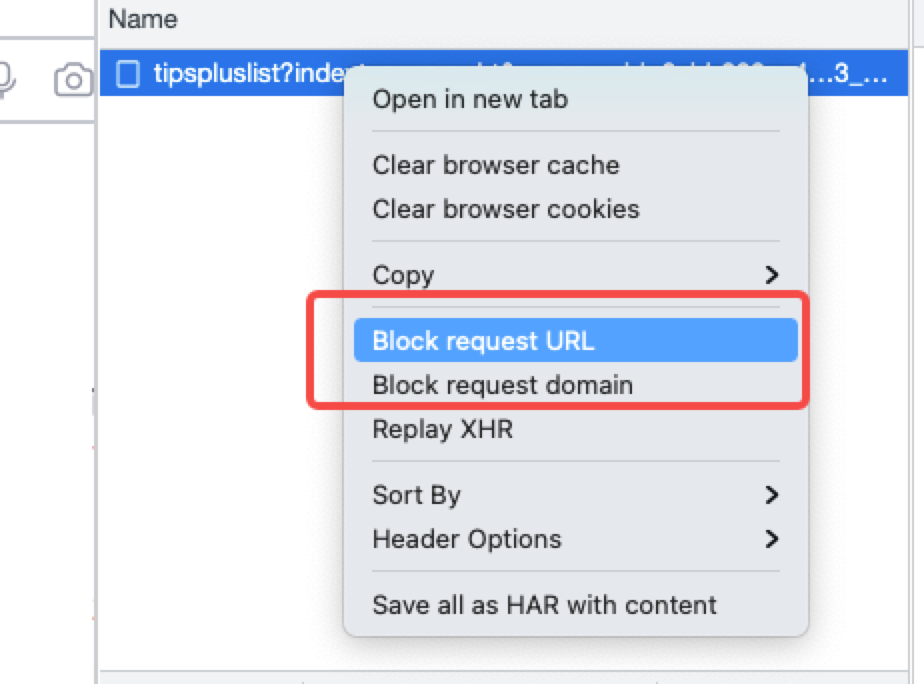 Name
tipspluslist?inde ...3_...
Open in new tab
Clear browser cache
Clear browser cookies
Copy
Block request URL
Block request domain
Replay XHR
Sort By
Header Options
Save all as HAR with content